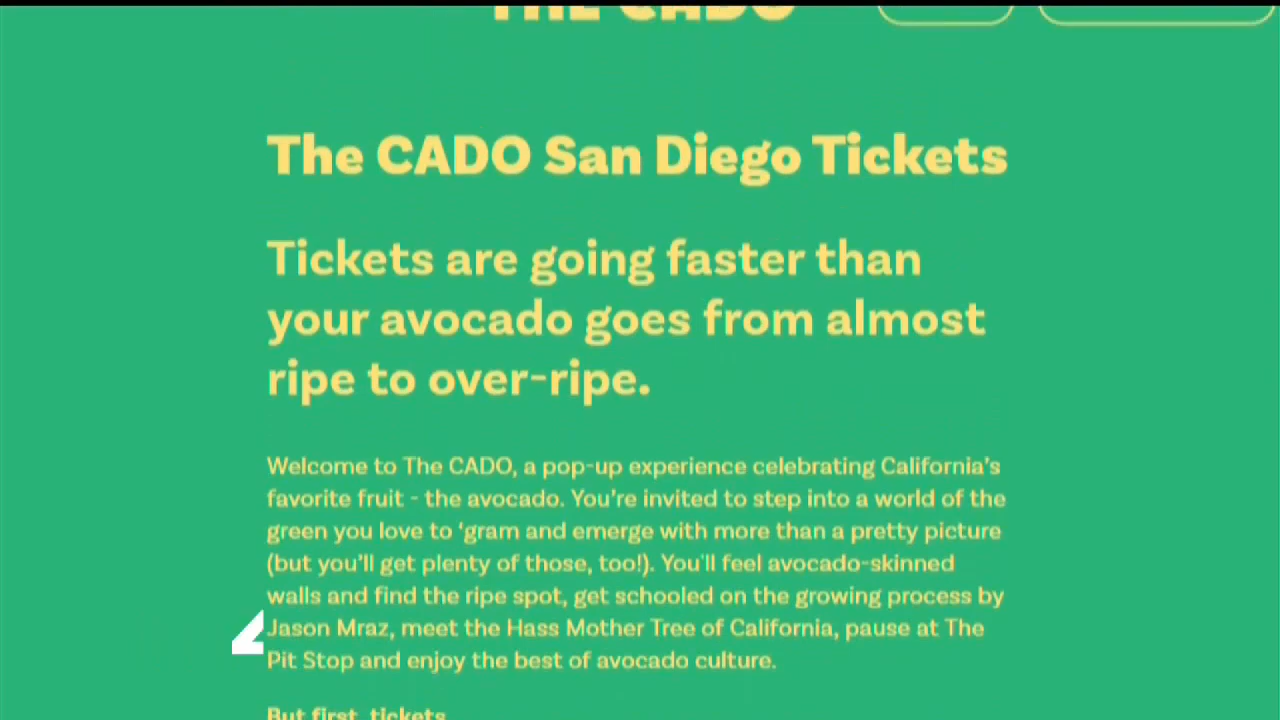 THE CADO
The CADO San Diego Tickets
Tickets are going faster than
your avocado goes from almost
ripe to over-ripe.
Welcome to The CADO, a pop-up experience celebrating California's
favorite fruit - the avocado. You're invited to step into a world of the
green you love to 'gram and emerge with more than a pretty picture
(but you'll get plenty of those, too!). You'll feel avocado-skinned
walls and find the ripe spot, get schooled on the growing process by
Jason Mraz, meet the Hass Mother Tree of California, pause at The
Pit Stop and enjoy the best of avocado culture.
But first, tickets